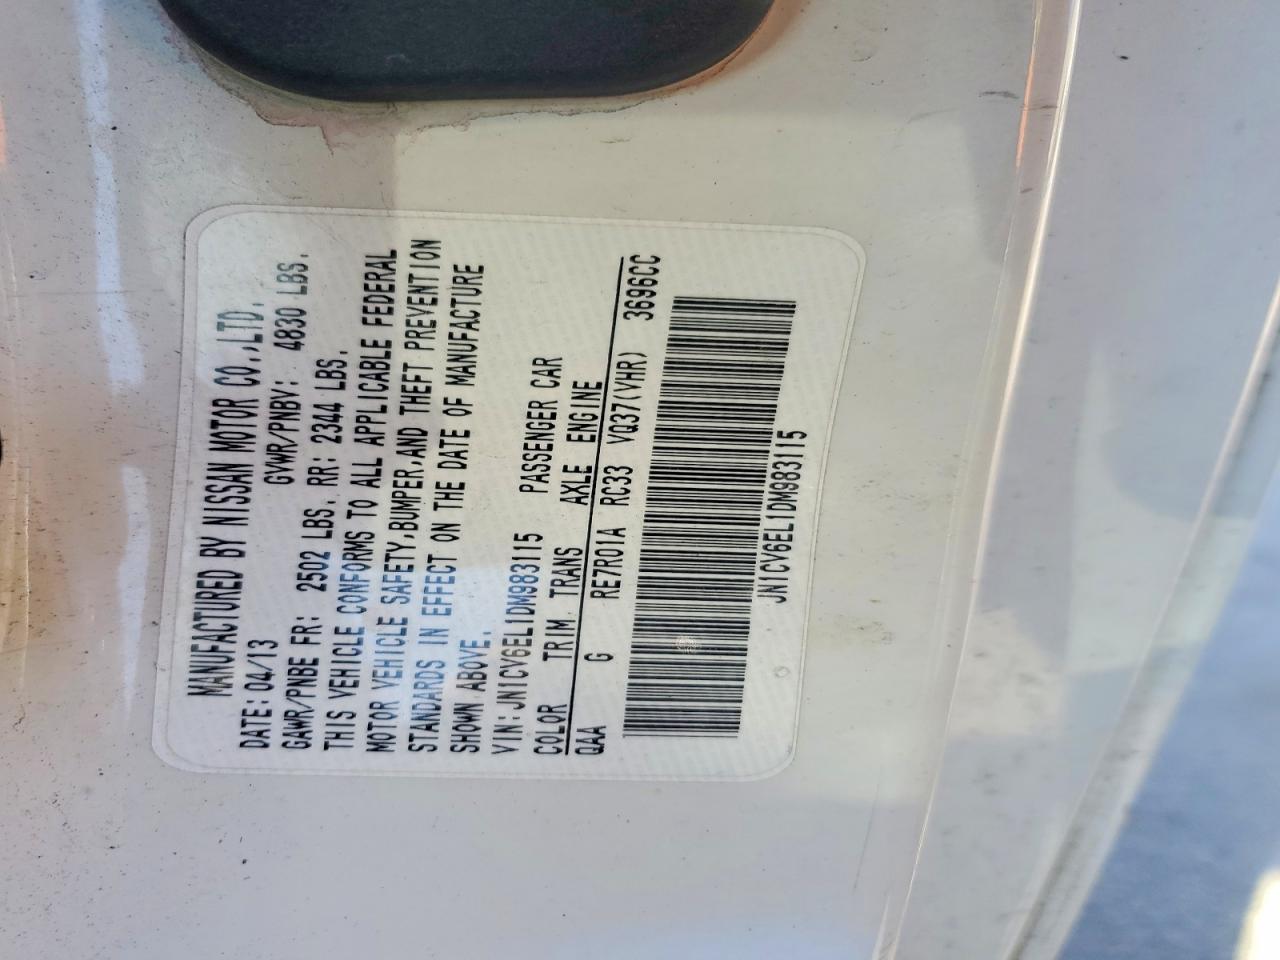 MANUFACTURED BY NISSAN MOTOR CO.,LTD.
DATE: 04/13 GVWR/PNBV: 4830 LBS.
GAWR/PNBE FR: 2502 LBS. RR: 2344 LBS.
THIS VEHICLE CONFORMS TO ALL APPLICABLE FEDERAL
MOTOR VEHICLE SAFETY,BUMPER,AND THEFT PREVENTION
STANDARDS IN EFFECT ON THE DATE OF MANUFACTURE
SHOWN ABOVE.
VIN: JN1CV6EL1DM983115 PASSENGER CAR
COLOR TRIM TRANS AXLE ENGINE
QAA G RE7R01A RC33 VQ37(VHR) 3696CC
JN1CV6EL1DM983115